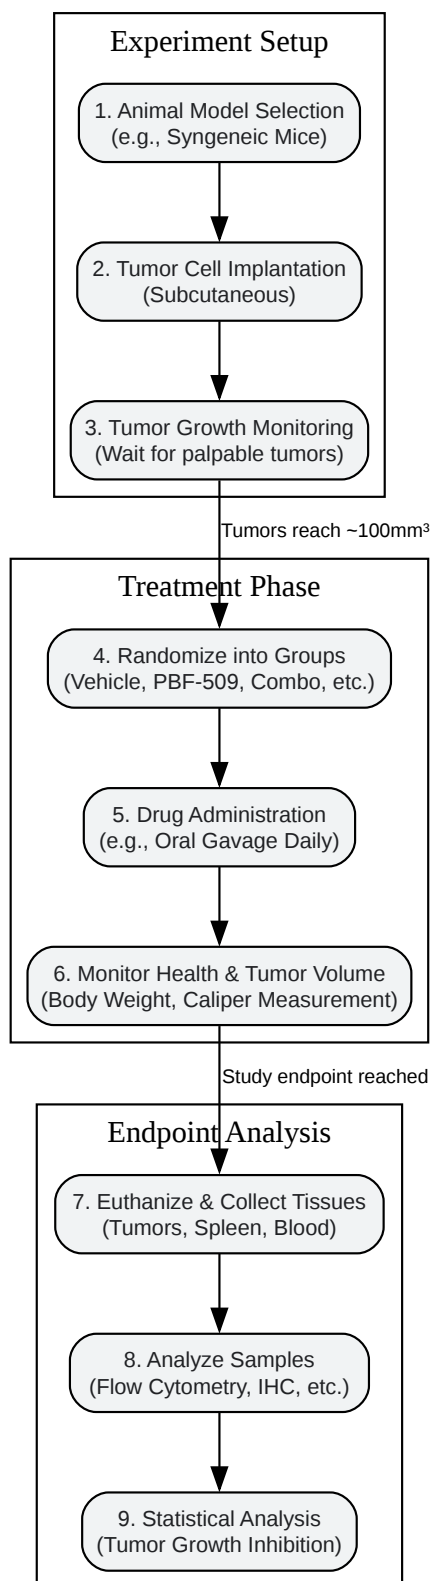 Experiment Setup
1. Animal Model Selection
(e.g., Syngeneic Mice)
2. Tumor Cell Implantation
(Subcutaneous)
3. Tumor Growth Monitoring
(Wait for palpable tumors)
Tumors reach ~100mm³
Treatment Phase
4. Randomize into Groups
(Vehicle, PBF-509, Combo, etc.)
5. Drug Administration
(e.g., Oral Gavage Daily)
6. Monitor Health & Tumor Volume
(Body Weight, Caliper Measurement)
Study endpoint reached
Endpoint Analysis
7. Euthanize & Collect Tissues
(Tumors, Spleen, Blood)
8. Analyze Samples
(Flow Cytometry, IHC, etc.)
9. Statistical Analysis
(Tumor Growth Inhibition)